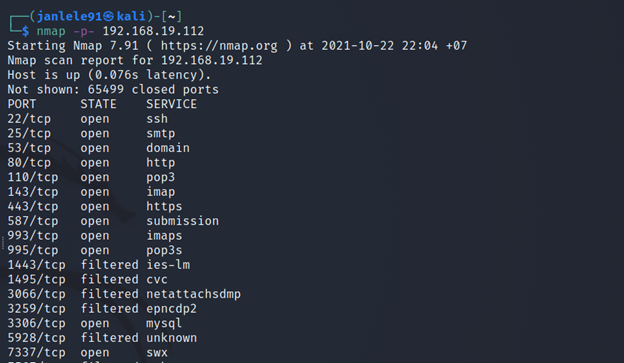 ┌──(janlele91㉿kali)-[~]
└─$ nmap -p- 192.168.19.112
Starting Nmap 7.91 ( https://nmap.org ) at 2021-10-22 22:04 +07
Nmap scan report for 192.168.19.112
Host is up (0.076s latency).
Not shown: 65499 closed ports
PORT STATE SERVICE
22/tcp open ssh
25/tcp open smtp
53/tcp open domain
80/tcp open http
110/tcp open pop3
143/tcp open imap
443/tcp open https
587/tcp open submission
993/tcp open imaps
995/tcp open pop3s
1443/tcp filtered ies-lm
1495/tcp filtered cvc
3066/tcp filtered netattachsdmp
3259/tcp filtered epncdp2
3306/tcp open mysql
5928/tcp filtered unknown
7337/tcp open swx